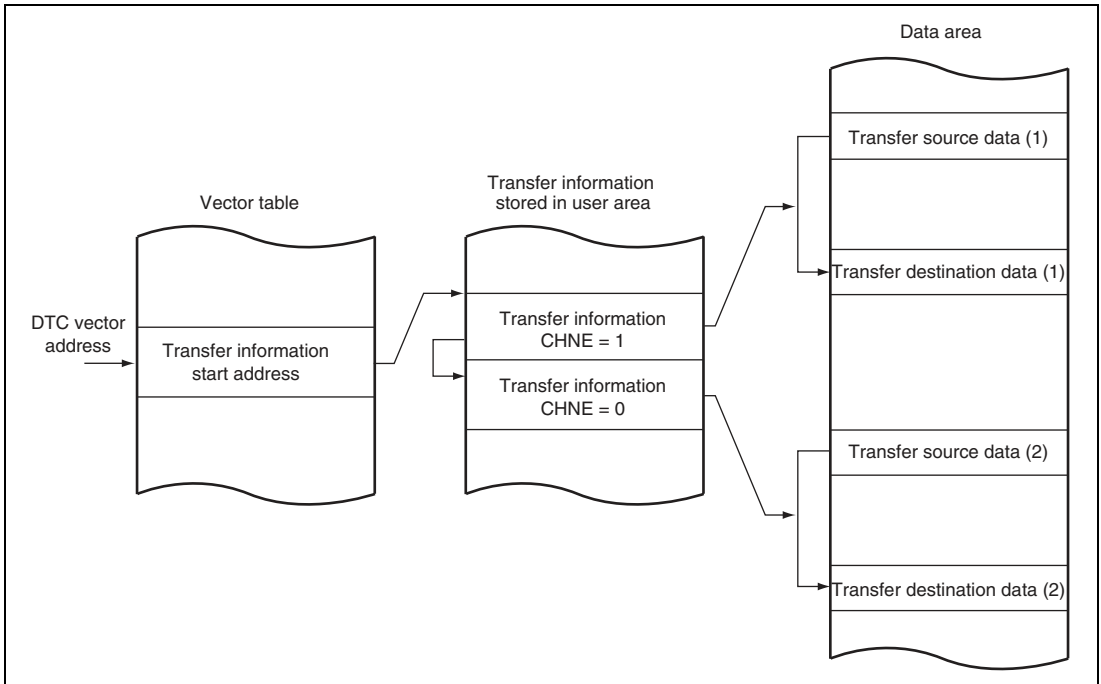 Data area
Transfer source data (1)
Transfer information
stored in user area
Vector table
Transfer destination data (1)
DTC vector
address
Transfer information
start address
Transfer information
CHNE = 1
Transfer information
CHNE = 0
Transfer source data (2)
Transfer destination data (2)